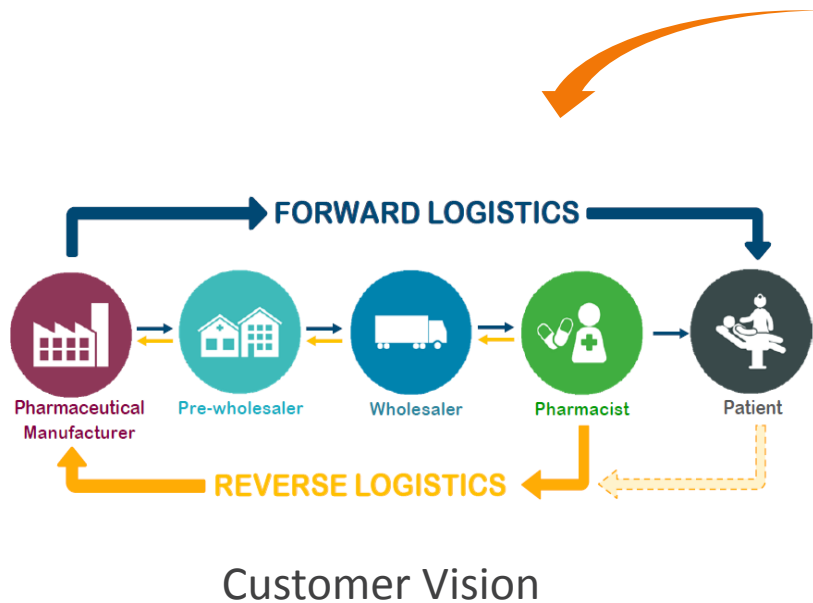 FORWARD LOGISTICS
Pharmaceutical
Manufacturer
Pre-wholesaler
Wholesaler
Pharmacist
Patient
REVERSE LOGISTICS
Customer Vision